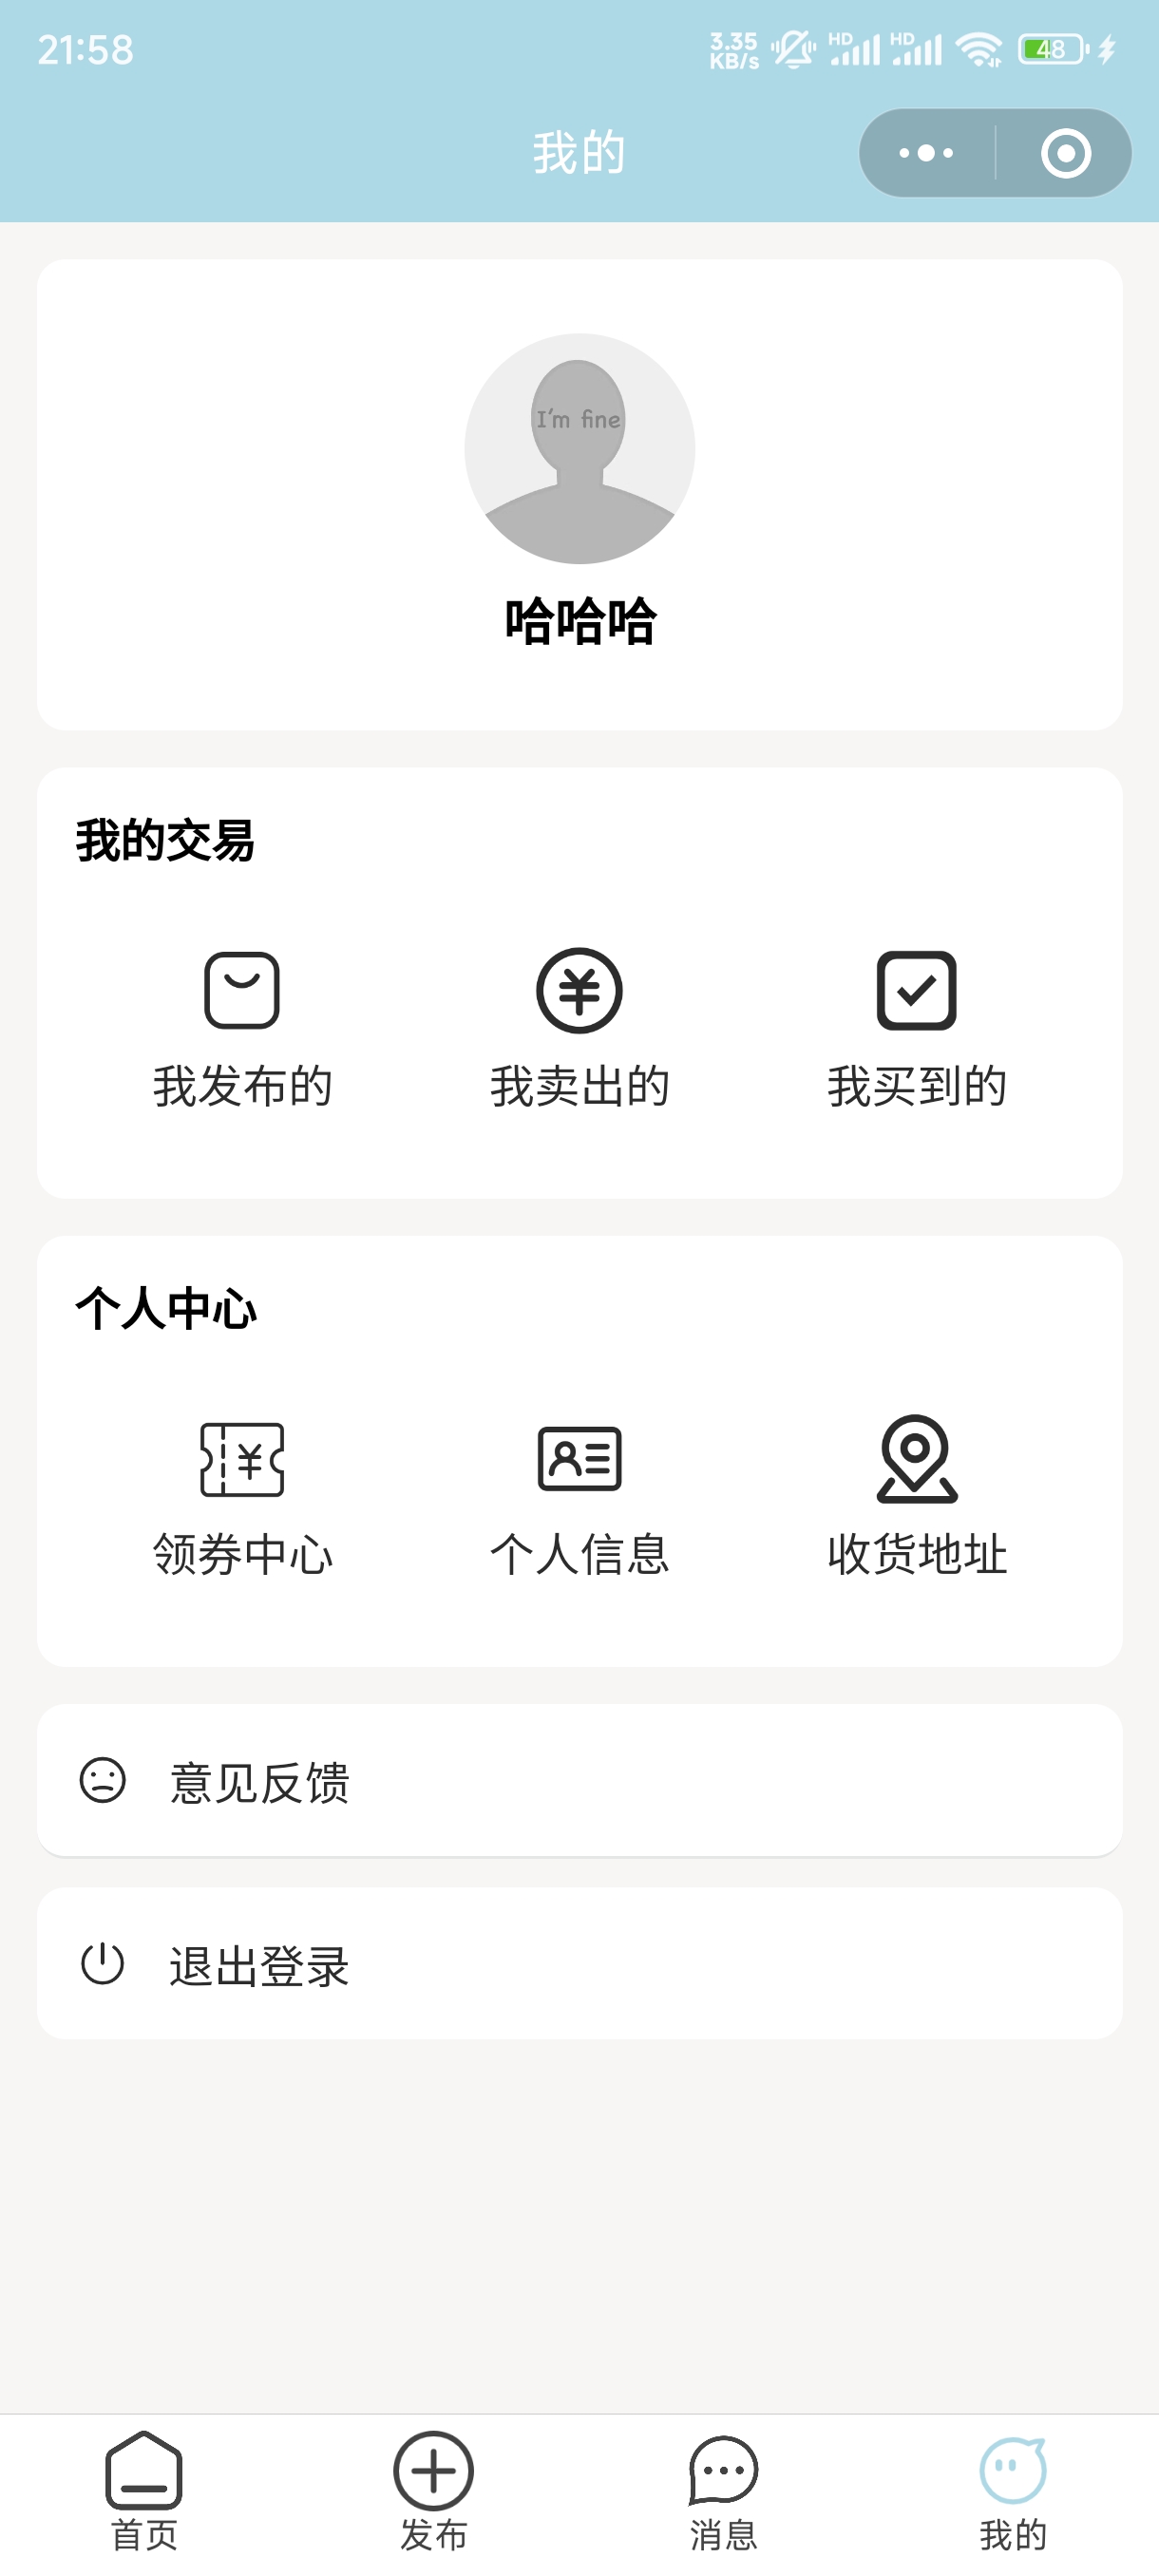 21:58
3.35
KB/s
HD
HD
48
我的
I'm fine
哈哈哈
我的交易
我发布的
我卖出的
我买到的
个人中心
领券中心
个人信息
收货地址
意见反馈
退出登录
首页
发布
消息
我的